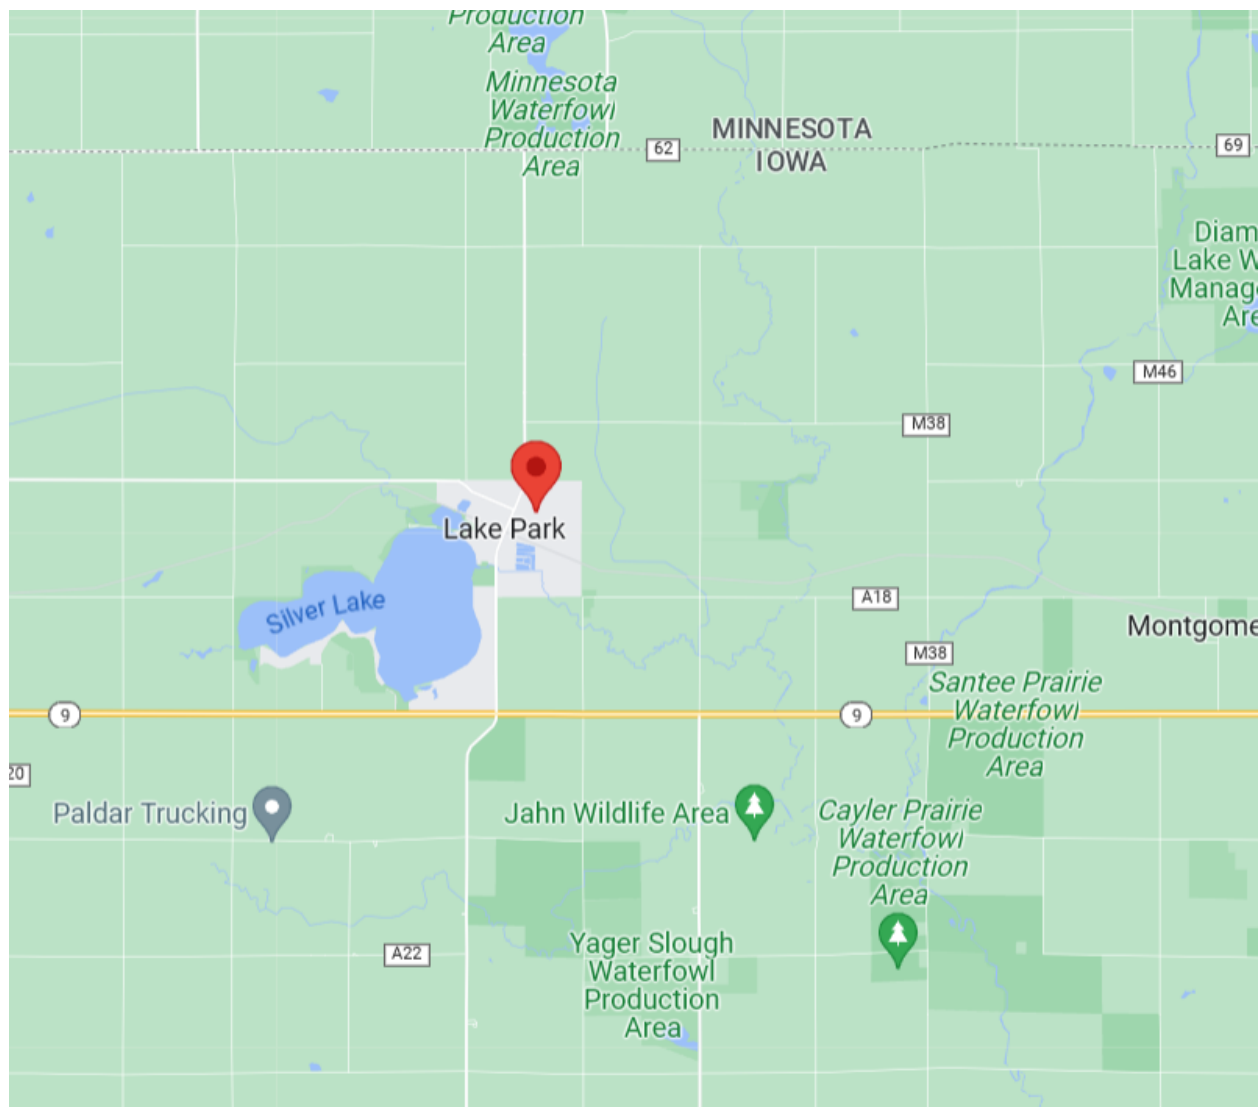 Production
Area
Minnesota
Waterfowl
Production
Area
62
MINNESOTA
IOWA
69
Diam
Lake W
Manag
Are
M46
M38
Lake Park
Silver Lake
A18
Montgome
M38
Santee Prairie
Waterfowl
Production
Area
9
9
20
Paldar Trucking
Jahn Wildlife Area
Cayler Prairie
Waterfowl
Production
Area
A22
Yager Slough
Waterfowl
Production
Area